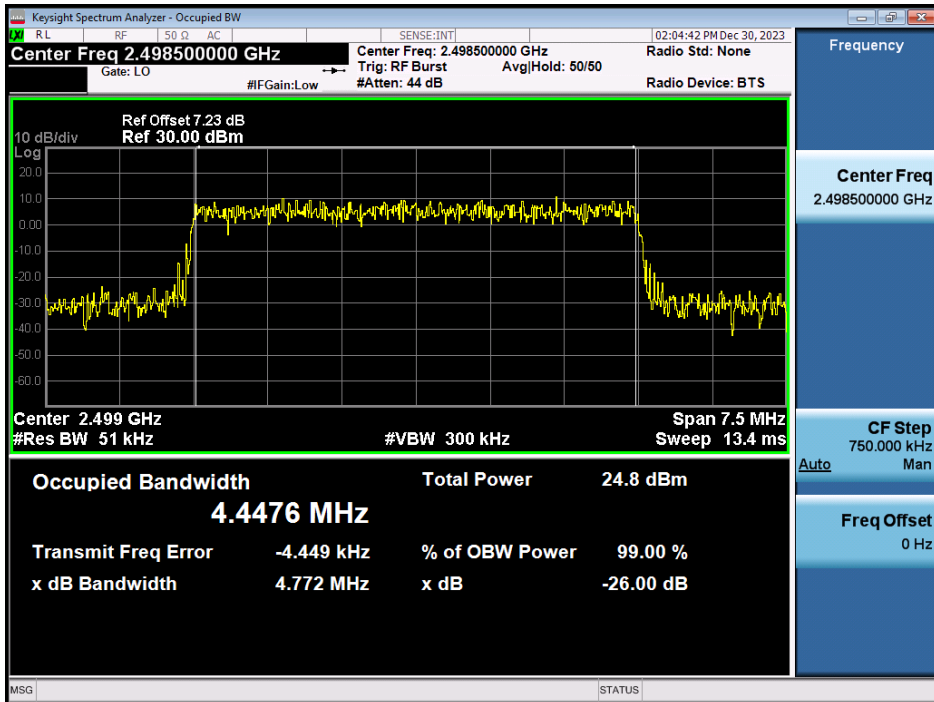 Keysight Spectrum Analyzer - Occupied BW
LXI RL RF 50 Ω AC SENSE:INT 02:04:42 PM Dec 30, 2023
Center Freq 2.498500000 GHz
Center Freq: 2.498500000 GHz
Radio Std: None
Gate: LO
Trig: RF Burst
Avg|Hold: 50/50
#IFGain:Low
#Atten: 44 dB
Radio Device: BTS
Ref Offset 7.23 dB
10 dB/div Ref 30.00 dBm
Log
20.0
10.0
0.00
-10.0
-20.0
-30.0
-40.0
-50.0
-60.0
Center 2.499 GHz
Span 7.5 MHz
#Res BW 51 kHz
#VBW 300 kHz
Sweep 13.4 ms
Occupied Bandwidth
Total Power 24.8 dBm
4.4476 MHz
Transmit Freq Error -4.449 kHz
% of OBW Power 99.00 %
x dB Bandwidth 4.772 MHz
x dB -26.00 dB
MSG
STATUS
Frequency
Center Freq
2.498500000 GHz
CF Step
750.000 kHz
Auto Man
Freq Offset
0 Hz